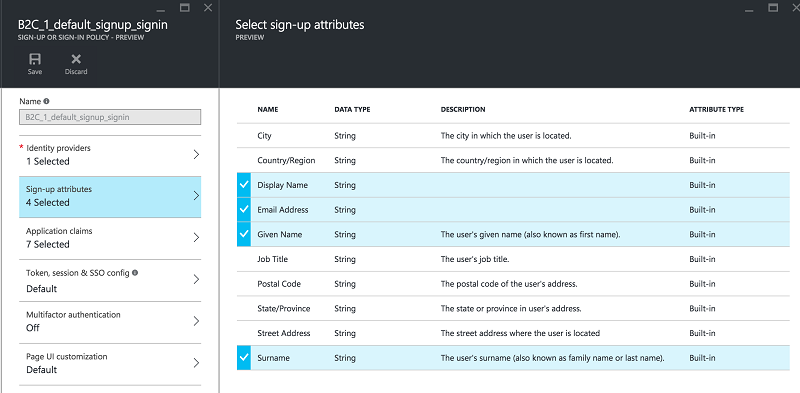 B2C_1_default_signup_signin
SIGN-UP OR SIGN-IN POLICY - PREVIEW
Save
Discard
Name
B2C_1_default_signup_signin
* Identity providers
1 Selected
Sign-up attributes
4 Selected
Application claims
7 Selected
Token, session & SSO config
Default
Multifactor authentication
Off
Page UI customization
Default
Select sign-up attributes
PREVIEW
NAME DATA TYPE DESCRIPTION ATTRIBUTE TYPE
City String The city in which the user is located. Built-in
Country/Region String The country/region in which the user is located. Built-in
Display Name String Built-in
Email Address String Built-in
Given Name String The user's given name (also known as first name). Built-in
Job Title String The user's job title. Built-in
Postal Code String The postal code of the user's address. Built-in
State/Province String The state or province in user's address. Built-in
Street Address String The street address where the user is located Built-in
Surname String The user's surname (also known as family name or last name). Built-in